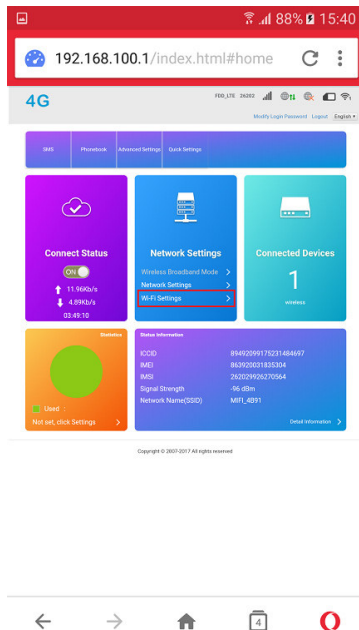 88% 15:40
192.168.100.1/index.html#home
4G
FDD_LTE 26202
Modify Login Password Logout English
SMS Phonebook Advanced Settings Quick Settings
Connect Status
ON
11.96Kb/s
4.89Kb/s
03:49:10
Network Settings
Wireless Broadband Mode >
Network Settings >
Wi-Fi Settings >
Connected Devices
1
wireless
Statistics
Used :
Not set, click Settings >
Status Information
ICCID 89492099175231484697
IMEI 863920031835304
IMSI 262029926270564
Signal Strength -96 dBm
Network Name(SSID) MIFI_4B91
Detail Information >
Copyright © 2007-2017 All rights reserved
4